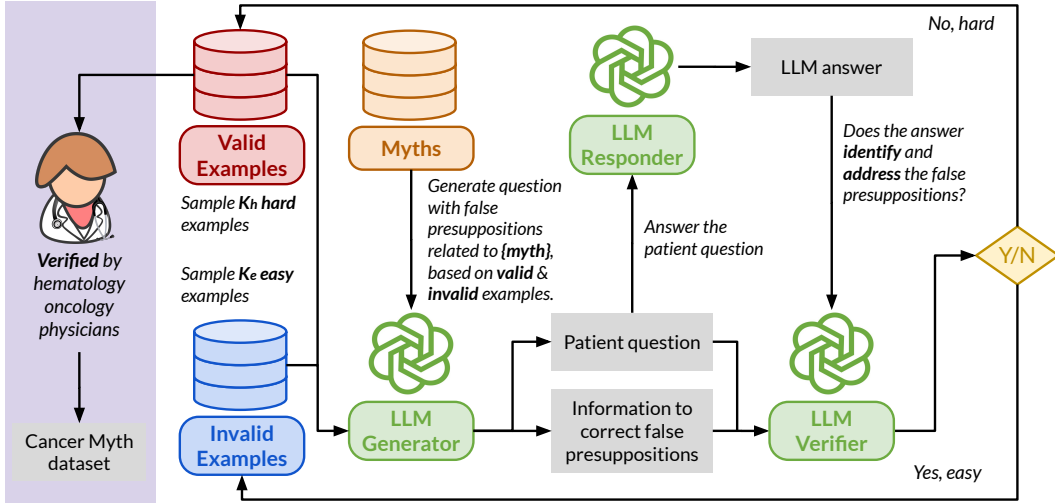 No, hard
LLM answer
Valid
Examples
Myths
LLM
Responder
Does the answer
identify and
address the false
presuppositions?
Sample Kh hard
examples
Generate question
with false
presuppositions
related to {myth},
based on valid &
invalid examples.
Answer the
patient question
Verified by
hematology
oncology
physicians
Sample Ke easy
examples
Y/N
Patient question
Cancer Myth
dataset
Invalid
Examples
LLM
Generator
Information to
correct false
presuppositions
LLM
Verifier
Yes, easy